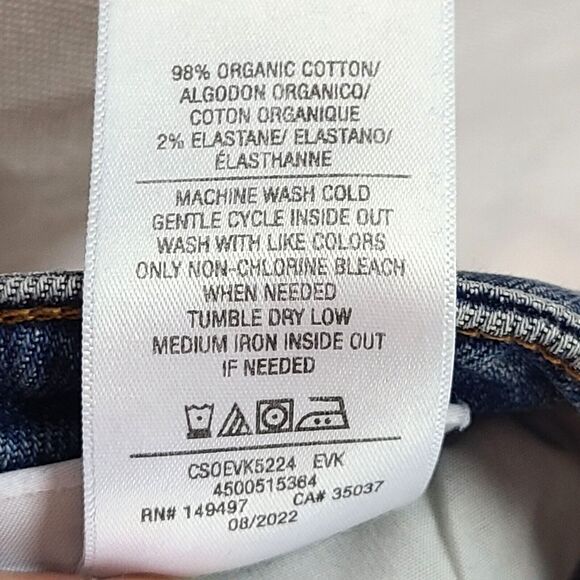 98% ORGANIC COTTON/
ALGODON ORGANICO/
COTON ORGANIQUE
2% ELASTANE/ ELASTANO/
ÉLASTHANNE
MACHINE WASH COLD
GENTLE CYCLE INSIDE OUT
WASH WITH LIKE COLORS
ONLY NON-CHLORINE BLEACH
WHEN NEEDED
TUMBLE DRY LOW
MEDIUM IRON INSIDE OUT
IF NEEDED
CS0EVK5224 EVK
4500515364
RN# 149497 CA# 35037
08/2022